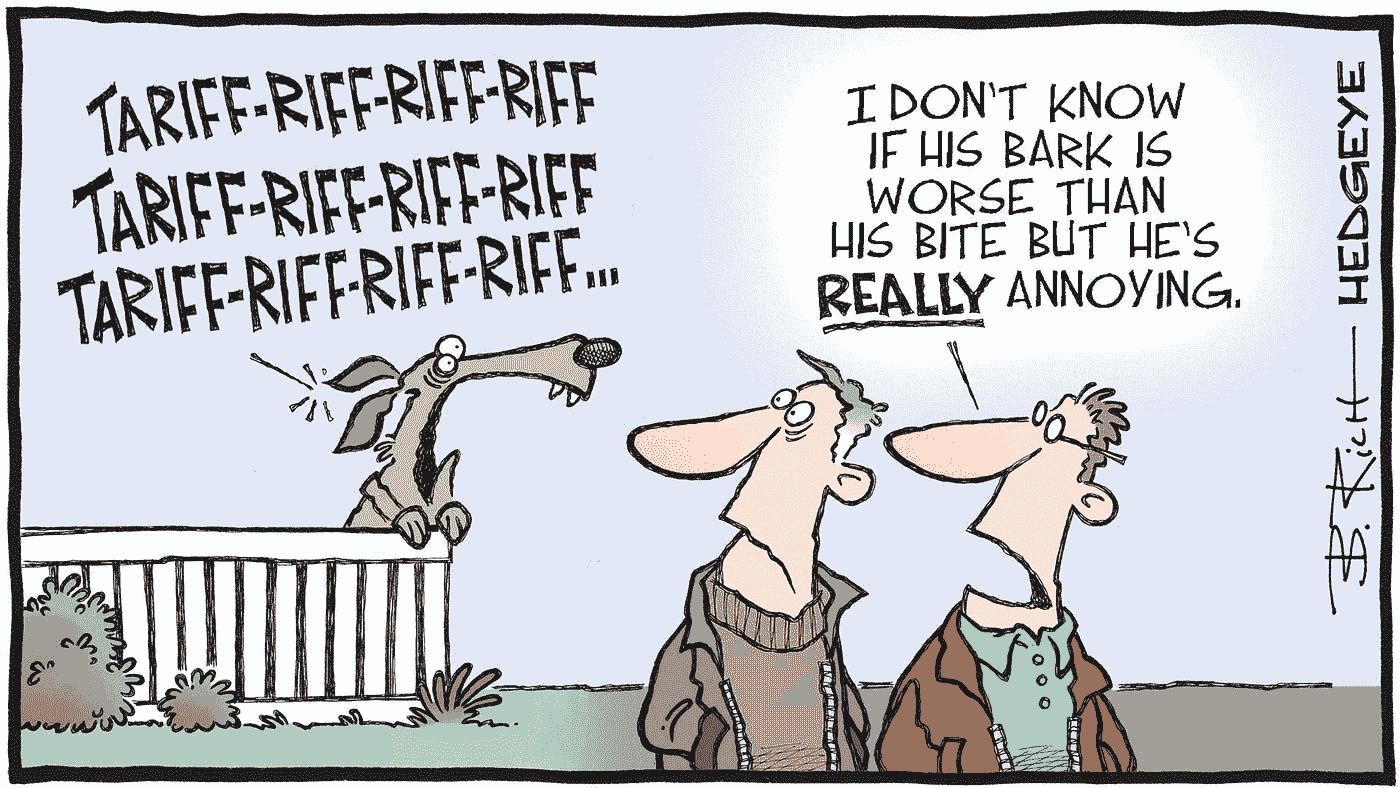 TARIFF-RIFF-RIFF-RIFF
TARIFF-RIFF-RIFF-RIFF
TARIFF-RIFF-RIFF-RIFF...
I DON'T KNOW
IF HIS BARK IS
WORSE THAN
HIS BITE BUT HE'S
REALLY ANNOYING.
B. RICH — HEDGEYE